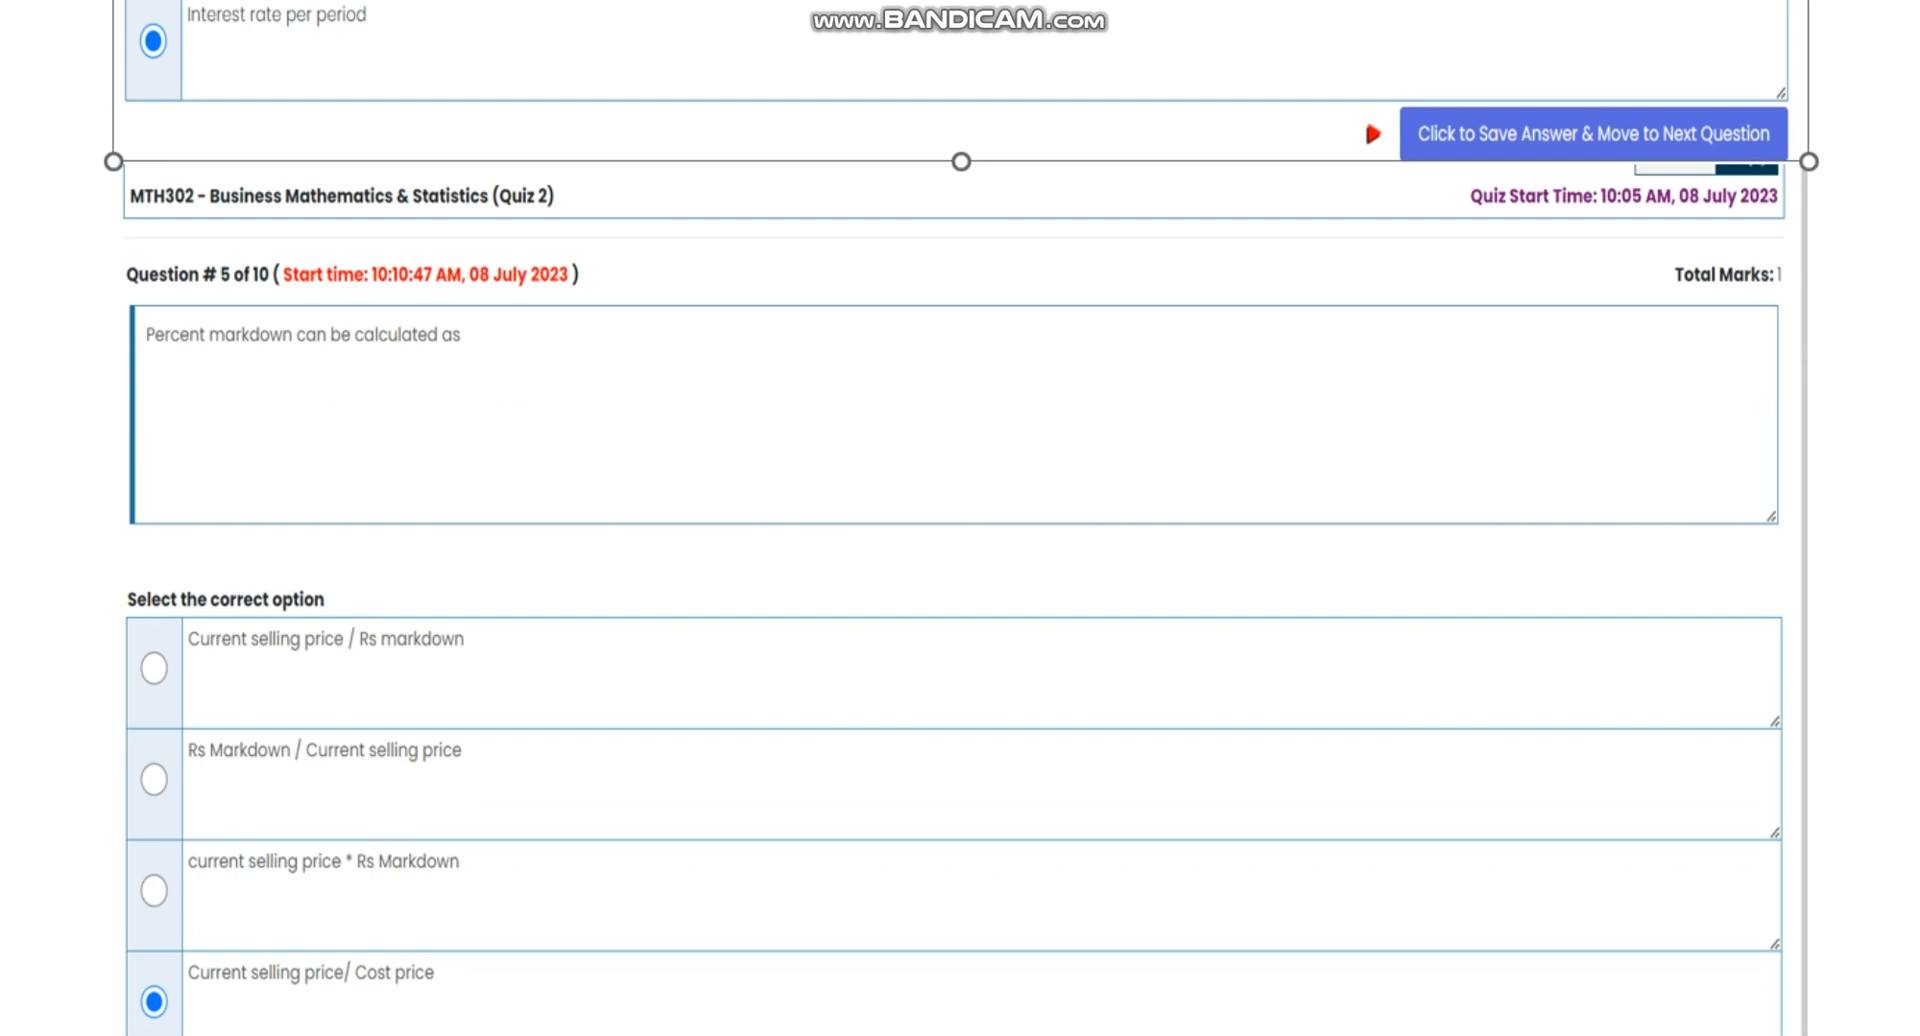 Interest rate per period
www.BANDICAM.com
Click to Save Answer & Move to Next Question
MTH302 - Business Mathematics & Statistics (Quiz 2)
Quiz Start Time: 10:05 AM, 08 July 2023
Question # 5 of 10 ( Start time: 10:10:47 AM, 08 July 2023 )
Total Marks: 1
Percent markdown can be calculated as
Select the correct option
Current selling price / Rs markdown
Rs Markdown / Current selling price
current selling price * Rs Markdown
Current selling price/ Cost price